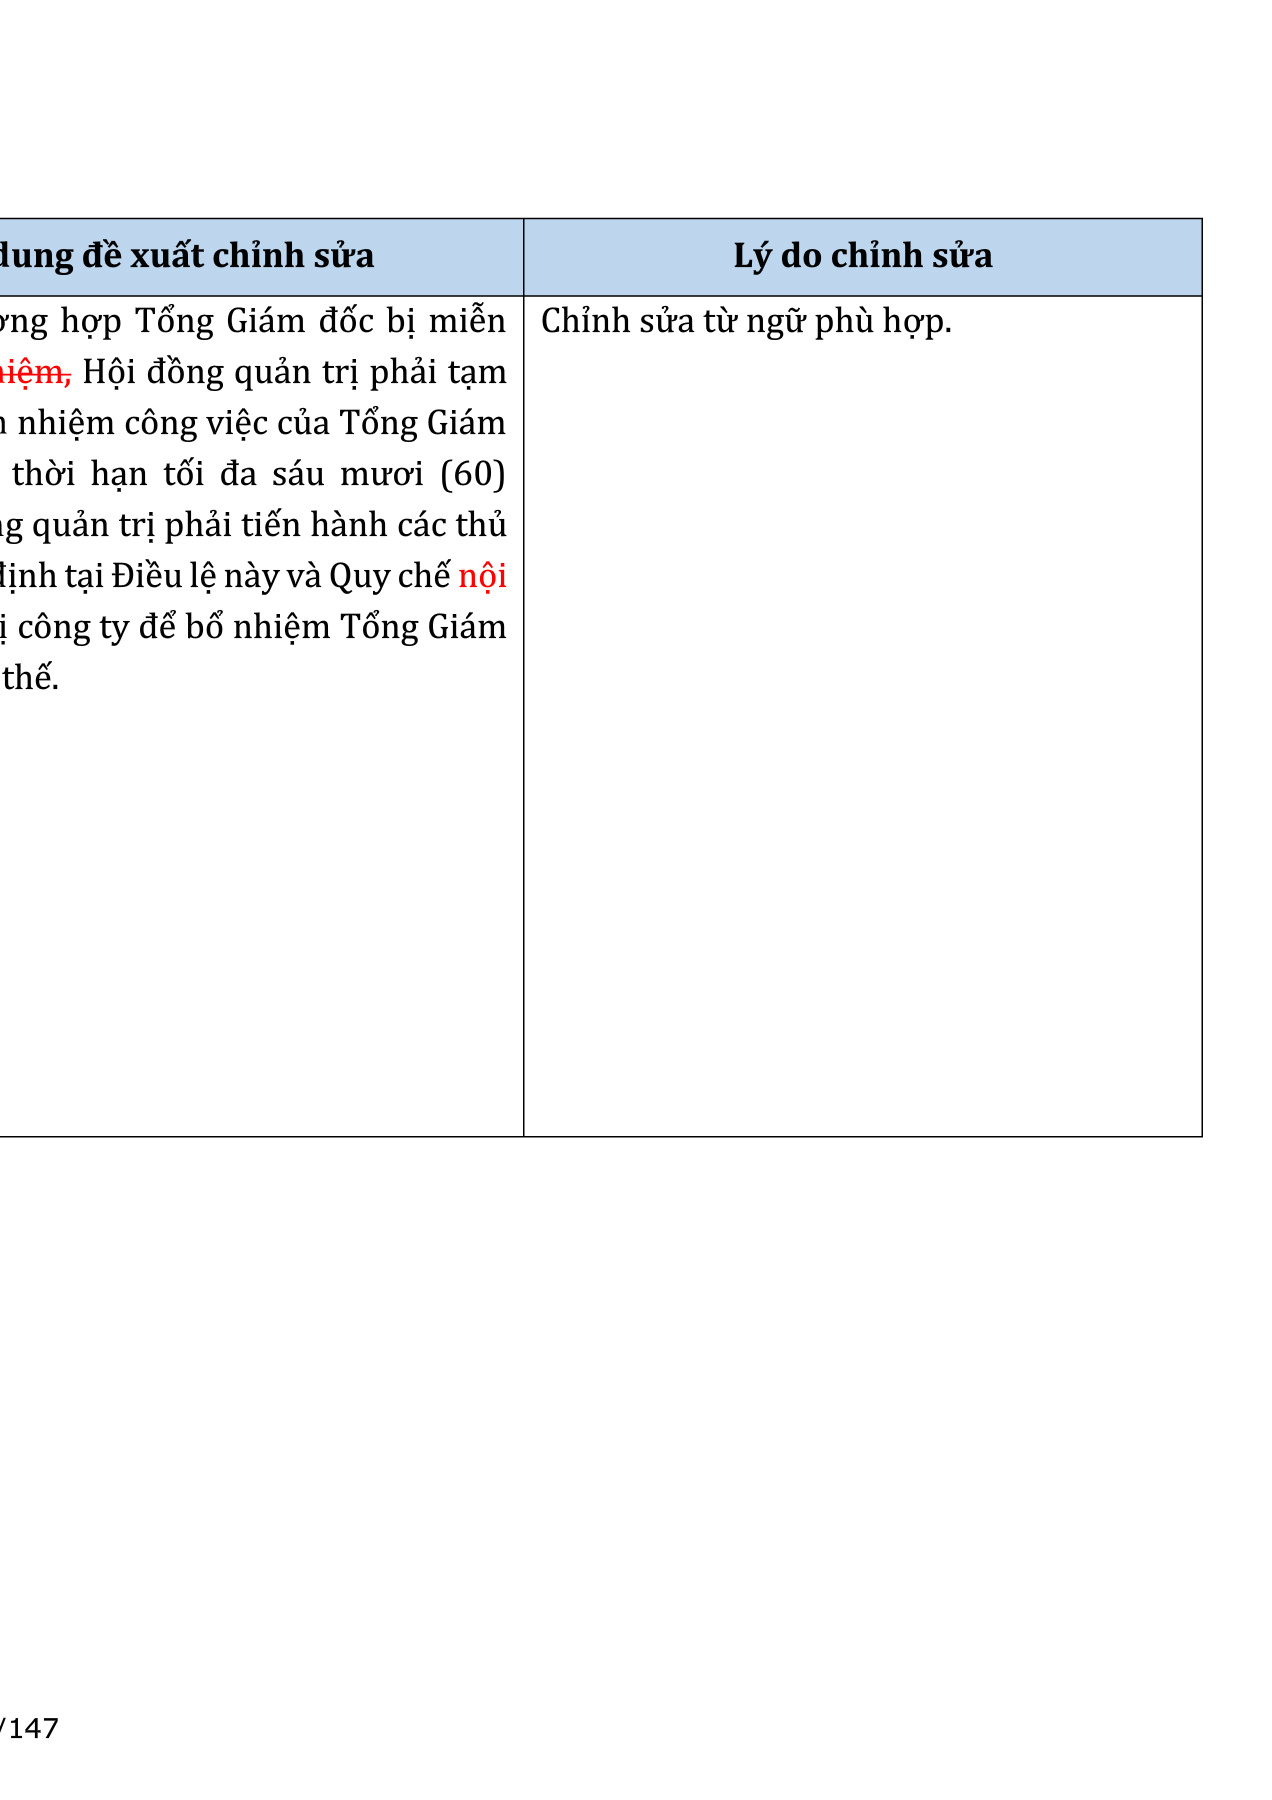 dung đề xuất chỉnh sửa
Lý do chỉnh sửa
hợp Tổng Giám đốc bị miễn
Hội đồng quản trị phải tạm
nhiệm công việc của Tổng Giám
thời hạn tối đa sáu mươi (60)
quản trị phải tiến hành các thủ
định tại Điều lệ này và Quy chế nội
công ty để bổ nhiệm Tổng Giám
thế.
Chỉnh sửa từ ngữ phù hợp.
/147